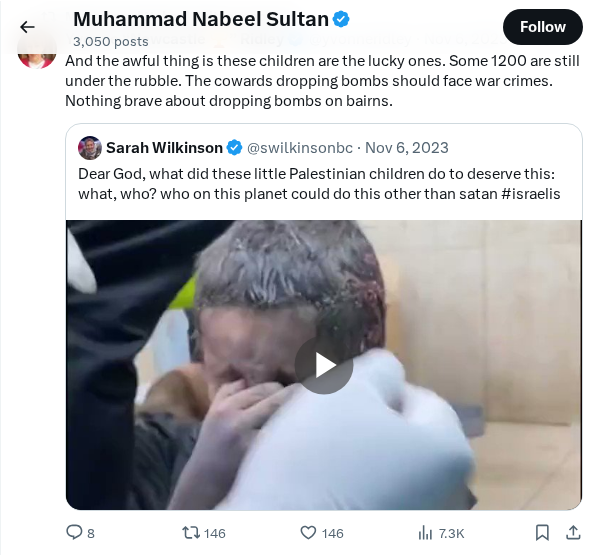 Muhammad Nabeel Sultan
3,050 posts
Follow
And the awful thing is these children are the lucky ones. Some 1200 are still
under the rubble. The cowards dropping bombs should face war crimes.
Nothing brave about dropping bombs on bairns.
Sarah Wilkinson @swilkinsonbc · Nov 6, 2023
Dear God, what did these little Palestinian children do to deserve this:
what, who? who on this planet could do this other than satan #israelis
8 146 146 7.3K